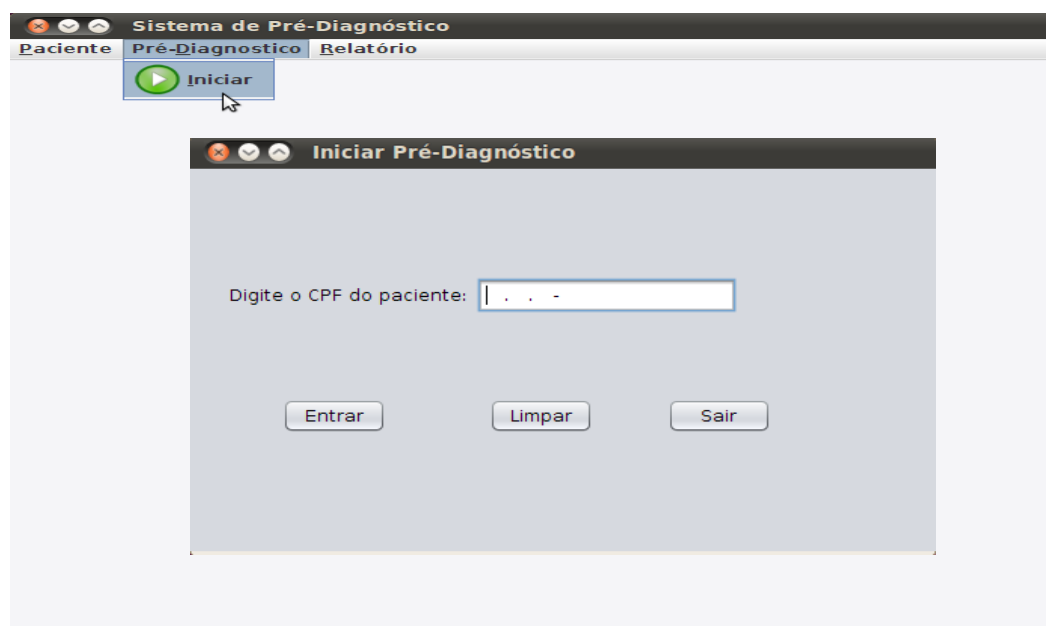 Sistema de Pré-Diagnóstico
Paciente Pré-Diagnostico Relatório
Iniciar
Iniciar Pré-Diagnóstico
Digite o CPF do paciente: . . -
Entrar Limpar Sair